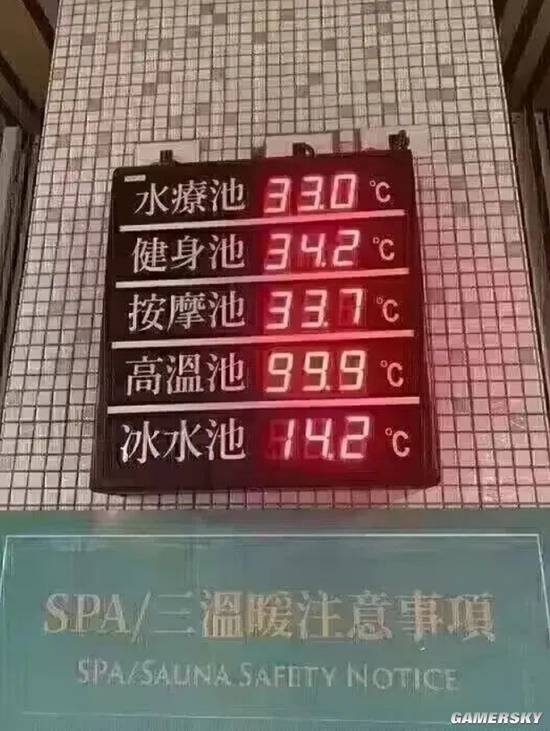 水療池 33.0 ℃
健身池 34.2 ℃
按摩池 33.7 ℃
高溫池 99.9 ℃
冰水池 14.2 ℃
SPA/三溫暖注意事項
SPA/SAUNA SAFETY NOTICE
GAMERSKY